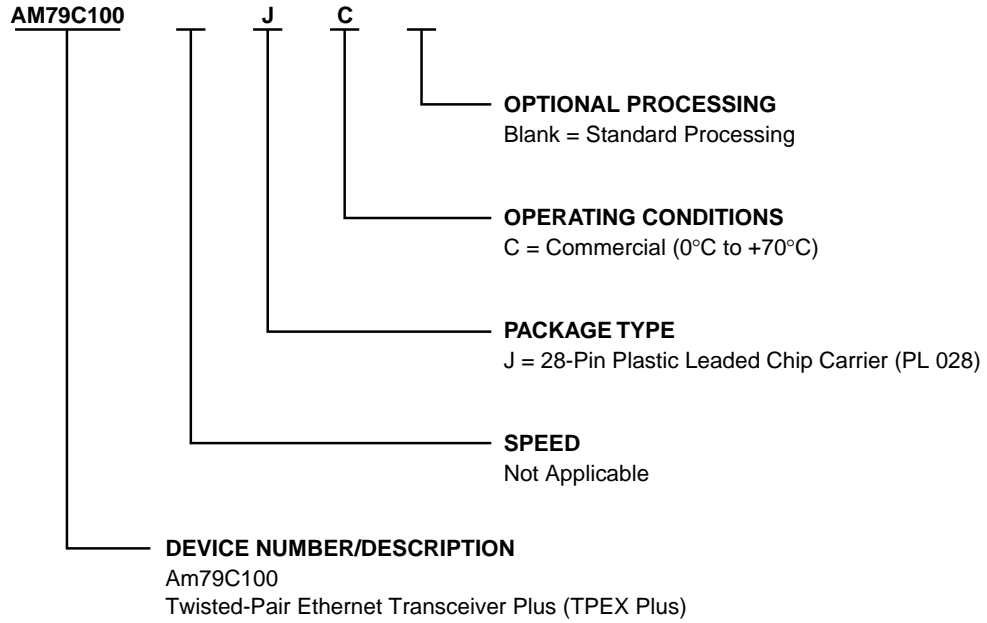 AM79C100 J C
OPTIONAL PROCESSING
Blank = Standard Processing
OPERATING CONDITIONS
C = Commercial (0°C to +70°C)
PACKAGE TYPE
J = 28-Pin Plastic Leaded Chip Carrier (PL 028)
SPEED
Not Applicable
DEVICE NUMBER/DESCRIPTION
Am79C100
Twisted-Pair Ethernet Transceiver Plus (TPEX Plus)